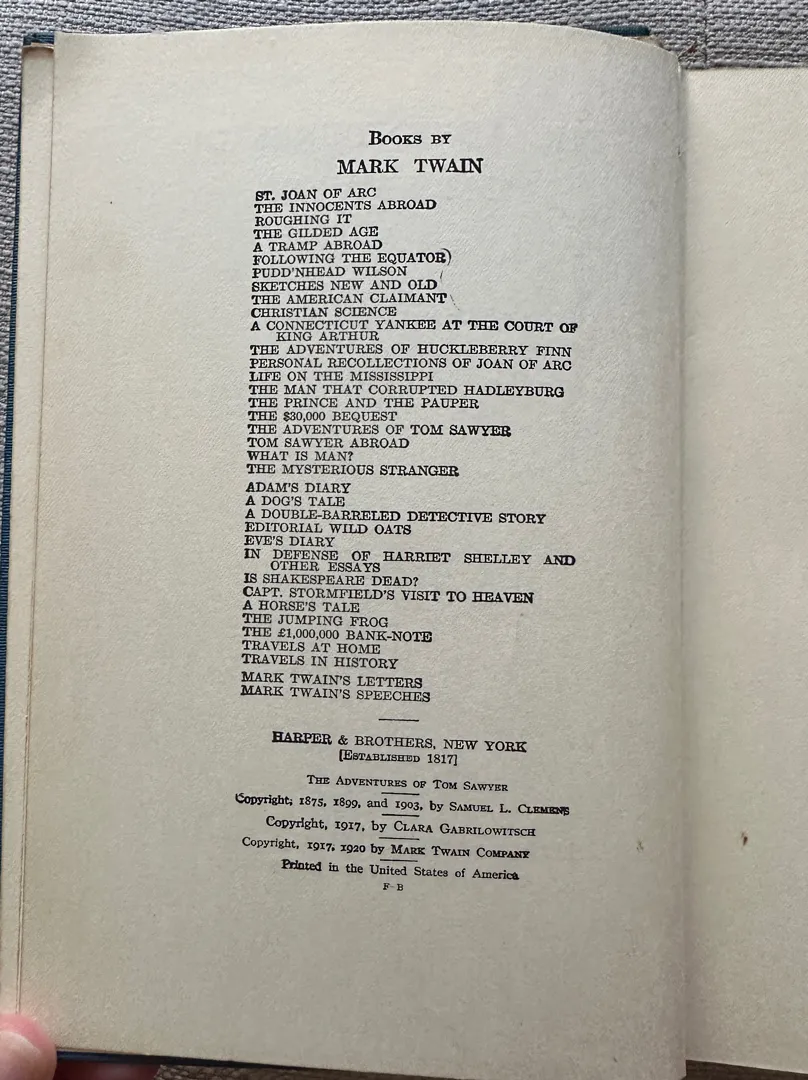 BOOKS BY
MARK TWAIN
ST. JOAN OF ARC
THE INNOCENTS ABROAD
ROUGHING IT
THE GILDED AGE
A TRAMP ABROAD
FOLLOWING THE EQUATOR
PUDD'NHEAD WILSON
SKETCHES NEW AND OLD
THE AMERICAN CLAIMANT
CHRISTIAN SCIENCE
A CONNECTICUT YANKEE AT THE COURT OF
KING ARTHUR
THE ADVENTURES OF HUCKLEBERRY FINN
PERSONAL RECOLLECTIONS OF JOAN OF ARC
LIFE ON THE MISSISSIPPI
THE MAN THAT CORRUPTED HADLEYBURG
THE PRINCE AND THE PAUPER
THE $30,000 BEQUEST
THE ADVENTURES OF TOM SAWYER
TOM SAWYER ABROAD
WHAT IS MAN?
THE MYSTERIOUS STRANGER
ADAM'S DIARY
A DOG'S TALE
A DOUBLE-BARRELED DETECTIVE STORY
EDITORIAL WILD OATS
EVE'S DIARY
IN DEFENSE OF HARRIET SHELLEY AND
OTHER ESSAYS
IS SHAKESPEARE DEAD?
CAPT. STORMFIELD'S VISIT TO HEAVEN
A HORSE'S TALE
THE JUMPING FROG
THE £1,000,000 BANK-NOTE
TRAVELS AT HOME
TRAVELS IN HISTORY
MARK TWAIN'S LETTERS
MARK TWAIN'S SPEECHES
HARPER & BROTHERS, NEW YORK
[ESTABLISHED 1817]
THE ADVENTURES OF TOM SAWYER
Copyright, 1875, 1899, and 1903, by SAMUEL L. CLEMENS
Copyright, 1917, by CLARA GABRILOWITSCH
Copyright, 1917, 1920 by MARK TWAIN COMPANY
Printed in the United States of America
F-B